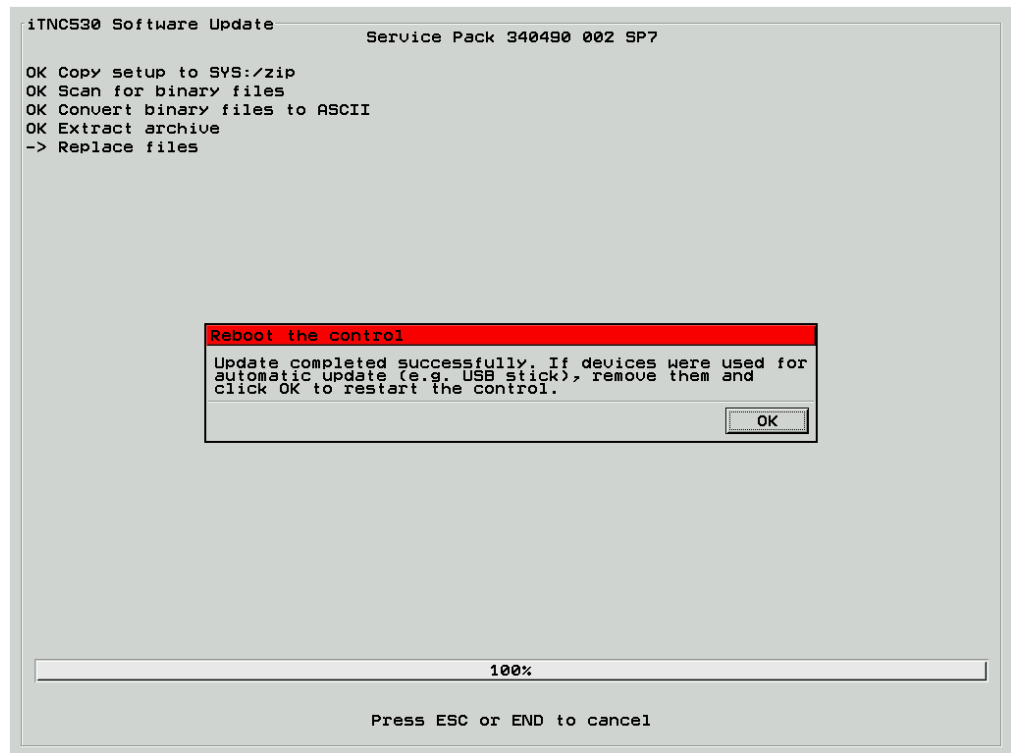 iTNC530 Software Update
Service Pack 340490 002 SP7
OK Copy setup to SYS:/zip
OK Scan for binary files
OK Convert binary files to ASCII
OK Extract archive
-> Replace files
Reboot the control
Update completed successfully. If devices were used for
automatic update (e.g. USB stick), remove them and
click OK to restart the control.
OK
100%
Press ESC or END to cancel